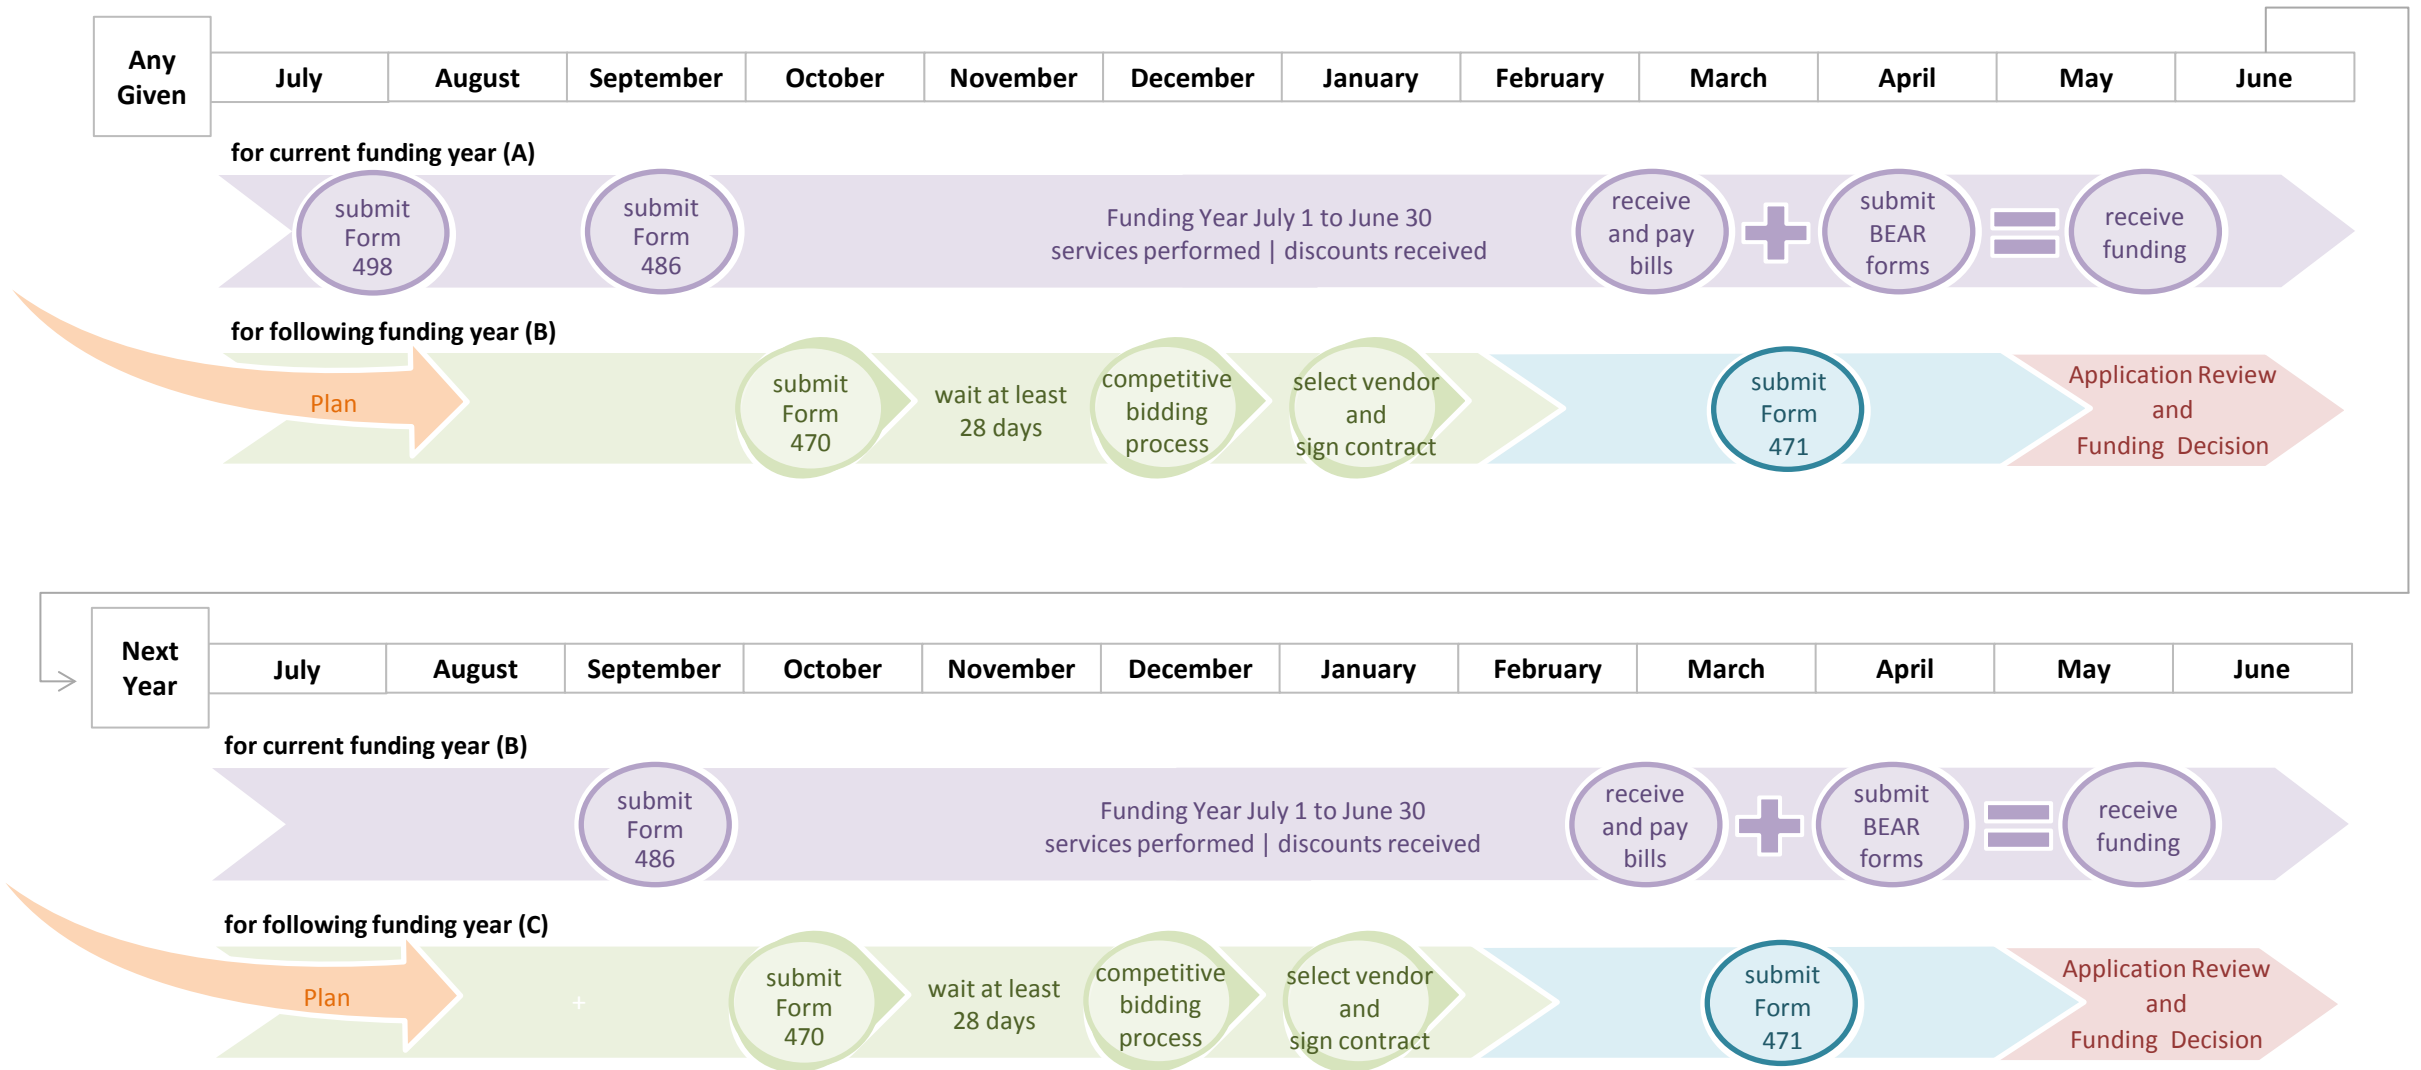 Any
Given
July August September October November December January February March April May June
for current funding year (A)
submit
Form
498
submit
Form
486
Funding Year July 1 to June 30
services performed | discounts received
receive
and pay
bills
submit
BEAR
forms
receive
funding
for following funding year (B)
Plan
submit
Form
470
wait at least
28 days
competitive
bidding
process
select vendor
and
sign contract
submit
Form
471
Application Review
and
Funding Decision
Next
Year
July August September October November December January February March April May June
for current funding year (B)
submit
Form
486
Funding Year July 1 to June 30
services performed | discounts received
receive
and pay
bills
submit
BEAR
forms
receive
funding
for following funding year (C)
Plan
+
submit
Form
470
wait at least
28 days
competitive
bidding
process
select vendor
and
sign contract
submit
Form
471
Application Review
and
Funding Decision